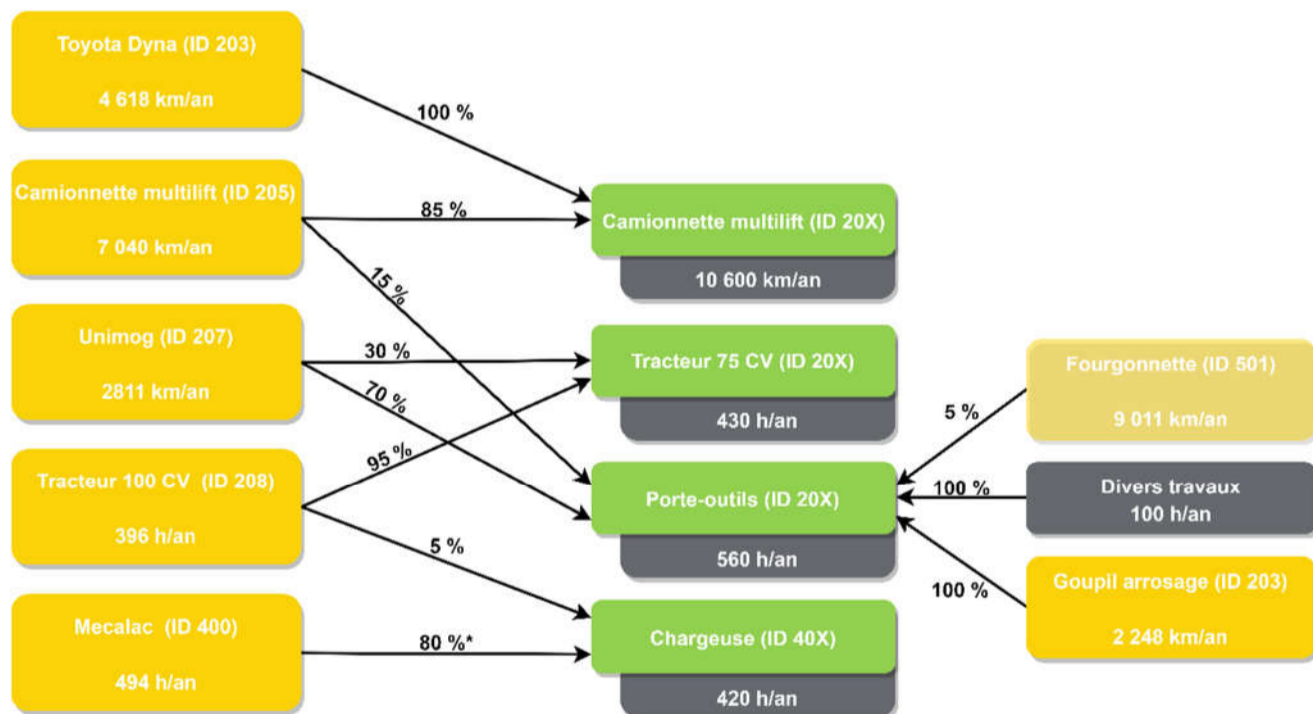 Toyota Dyna (ID 203)
4 618 km/an
100 %
Camionnette multilift (ID 205)
7 040 km/an
85 %
15 %
Camionnette multilift (ID 20X)
10 600 km/an
Unimog (ID 207)
2811 km/an
30 %
70 %
Tracteur 75 CV (ID 20X)
430 h/an
Fourgonnette (ID 501)
9 011 km/an
5 %
Tracteur 100 CV (ID 208)
396 h/an
95 %
5 %
Porte-outils (ID 20X)
560 h/an
100 %
Divers travaux
100 h/an
Mecalac (ID 400)
494 h/an
80 %*
Chargeuse (ID 40X)
420 h/an
100 %
Goupil arrosage (ID 203)
2 248 km/an